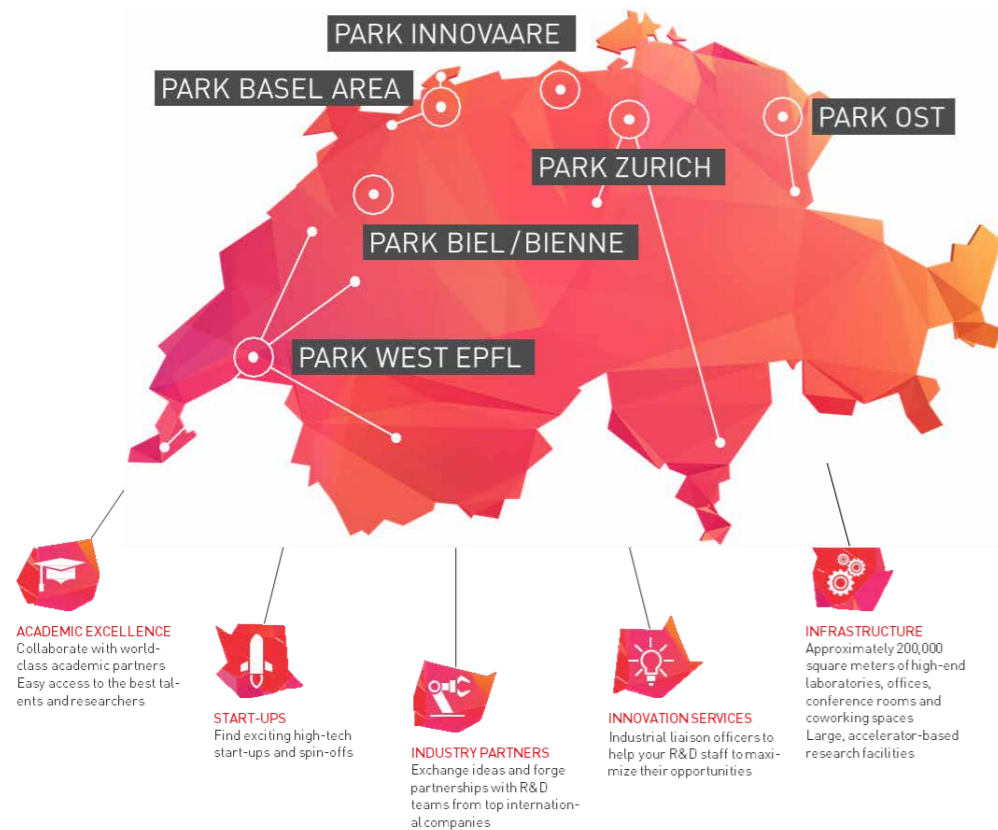 PARK INNOVAARE
PARK BASEL AREA
PARK OST
PARK ZURICH
PARK BIEL/BIENNE
PARK WEST EPFL
ACADEMIC EXCELLENCE
Collaborate with world-
class academic partners
Easy access to the best tal-
ents and researchers
START-UPS
Find exciting high-tech
start-ups and spin-offs
INDUSTRY PARTNERS
Exchange ideas and forge
partnerships with R&D
teams from top internation-
al companies
INNOVATION SERVICES
Industrial liaison officers to
help your R&D staff to maxi-
mize their opportunities
INFRASTRUCTURE
Approximately 200,000
square meters of high-end
laboratories, offices,
conference rooms and
coworking spaces
Large, accelerator-based
research facilities